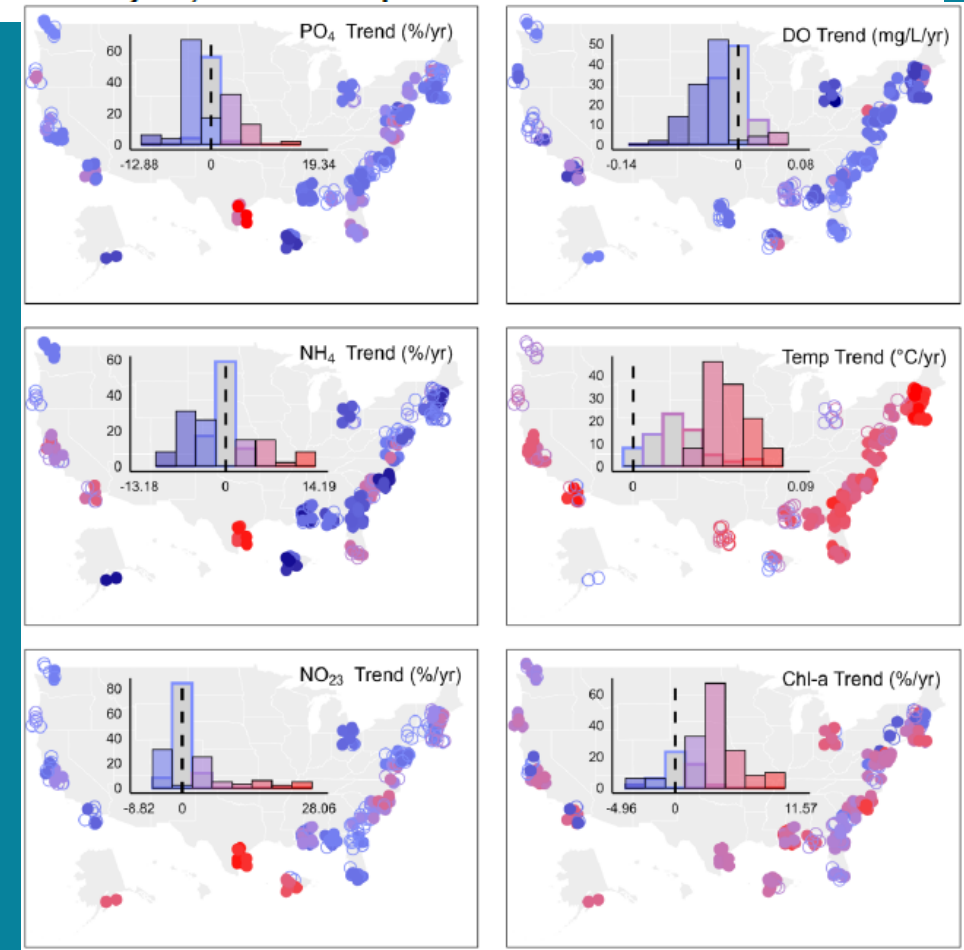 PO4 Trend (%/yr)
60
40
20
0
-12.88 0 19.34
DO Trend (mg/L/yr)
50
40
30
20
10
0
-0.14 0 0.08
NH4 Trend (%/yr)
60
40
20
0
-13.18 0 14.19
Temp Trend (°C/yr)
40
30
20
10
0
0 0.09
NO23 Trend (%/yr)
80
60
40
20
0
-8.82 0 28.06
Chl-a Trend (%/yr)
60
40
20
0
-4.96 0 11.57